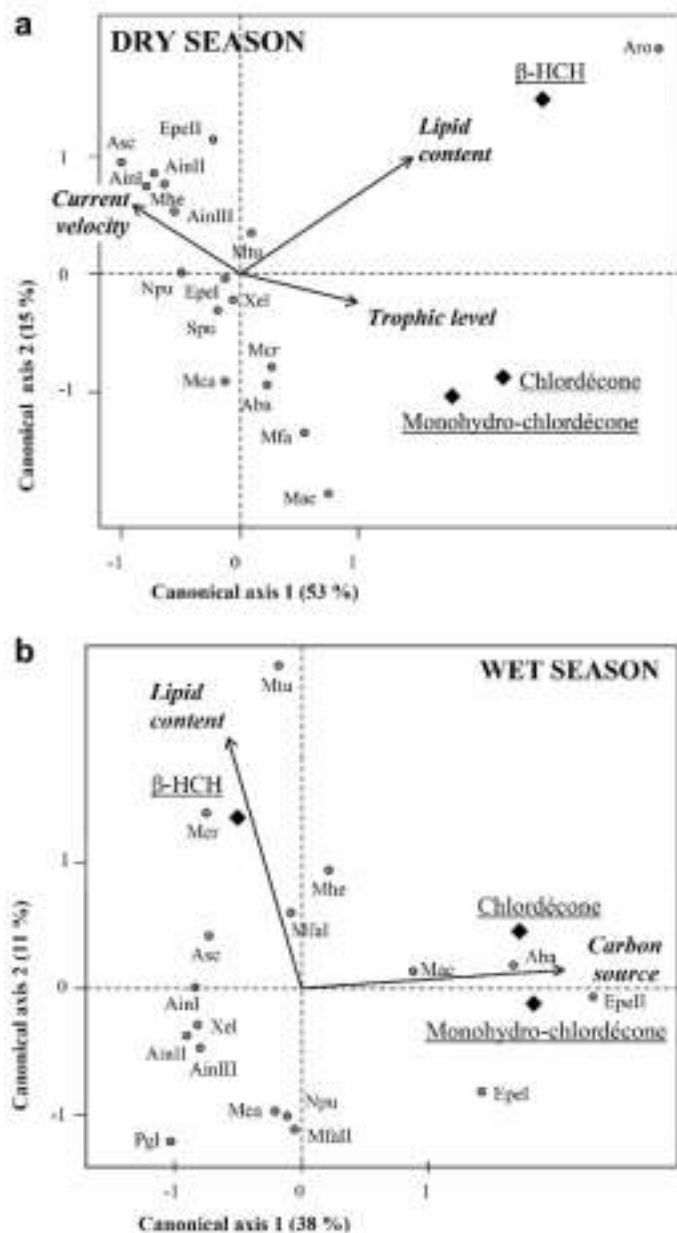 a
DRY SEASON
Aro
β-HCH
Lipid
content
EpeII
Asc
AinII
AinI
Mhe
AinIII
Current
velocity
Mtu
Npu
EpeI
Xel
Spu
Trophic level
Mcr
Mca
Aba
Mfa
Mac
Chlordécone
Monohydro-chlordécone
1
0
-1
Canonical axis 2 (15 %)
-1
0
1
Canonical axis 1 (53 %)
b
WET SEASON
Mtu
Lipid
content
β-HCH
Mcr
Mhe
MfaI
Chlordécone
Asc
Mac
Aba
Carbon
source
AinI
EpeII
Xel
AinII
AinIII
Monohydro-chlordécone
EpeI
Mca
Npu
MfaII
PgI
1
0
-1
Canonical axis 2 (11 %)
-1
0
1
Canonical axis 1 (38 %)